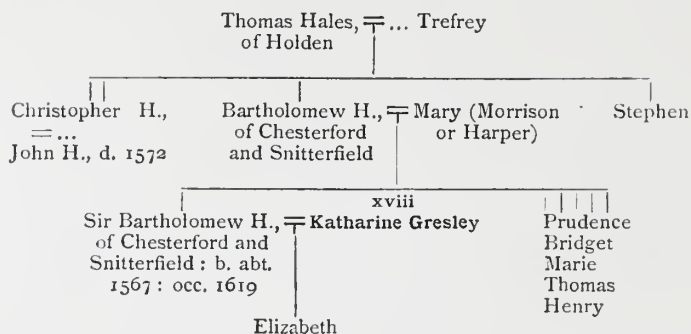 Thomas Hales, = ... Trefrey
of Holden
Christopher H.,
= ...
John H., d. 1572
Bartholomew H., = Mary (Morrison
of Chesterford or Harper)
and Snitterfield
Stephen
xviii
Sir Bartholomew H., = Katharine Gresley
of Chesterford and
Snitterfield : b. abt.
1567 : occ. 1619
Prudence
Bridget
Marie
Thomas
Henry
Elizabeth